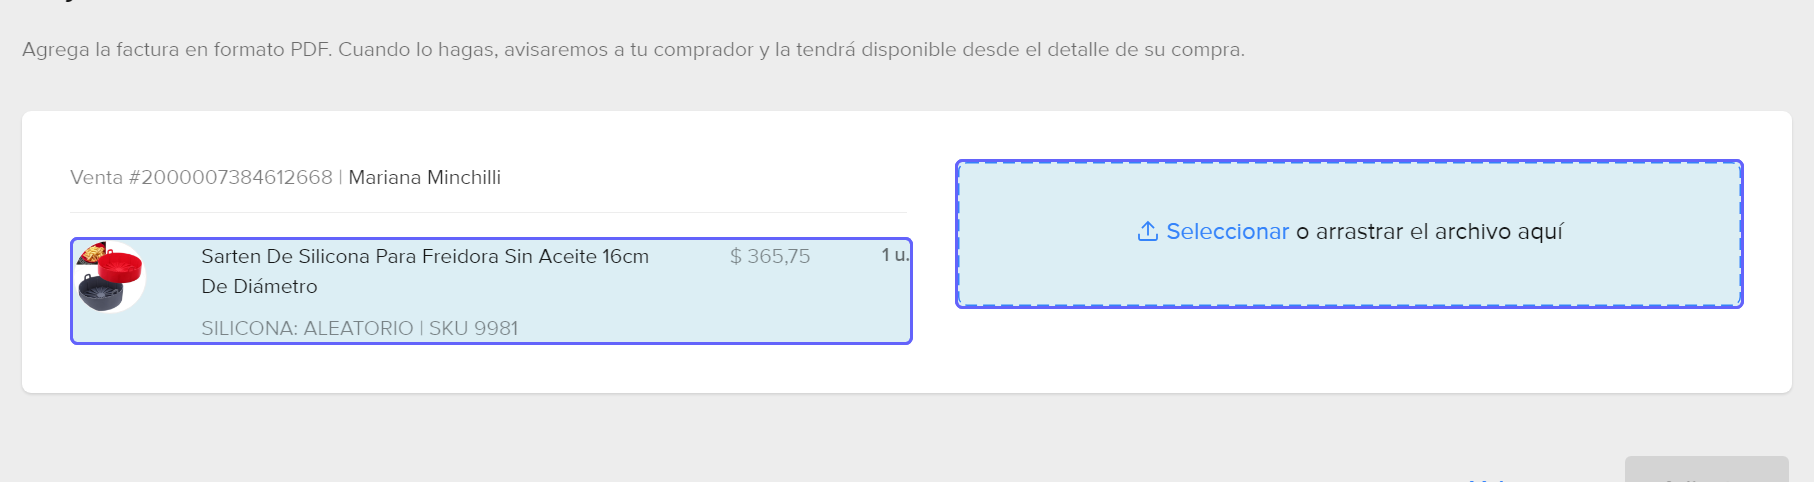 Agrega la factura en formato PDF. Cuando lo hagas, avisaremos a tu comprador y la tendrá disponible desde el detalle de su compra.
Venta #2000007384612668 | Mariana Minchilli
Sarten De Silicona Para Freidora Sin Aceite 16cm De Diámetro
$ 365,75
1 u.
SILICONA: ALEATORIO | SKU 9981
Seleccionar o arrastrar el archivo aquí